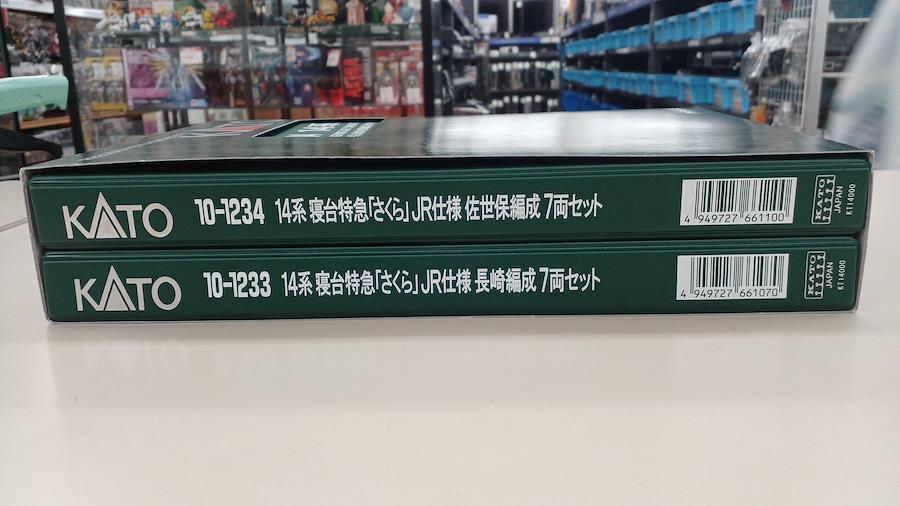 KATO 10-1234 14系 寝台特急「さくら」JR仕様 佐世保編成 7両セット
4 949727 661100
KATO
JAPAN
KT14000
KATO 10-1233 14系 寝台特急「さくら」JR仕様 長崎編成 7両セット
4 949727 661070
KATO
JAPAN
KT14000